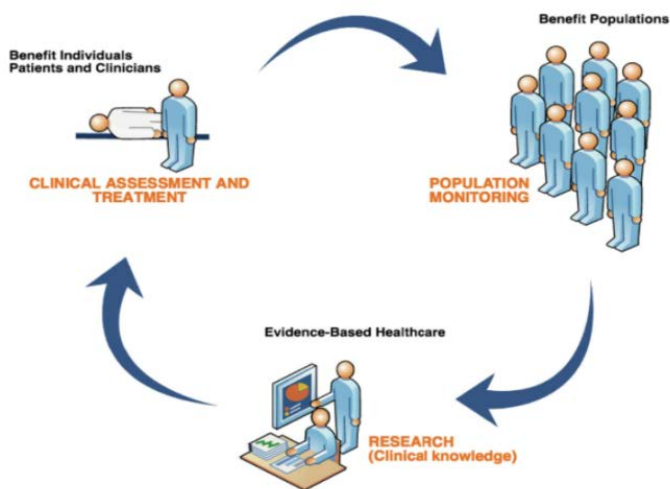 Benefit Populations
Benefit Individuals
Patients and Clinicians
CLINICAL ASSESSMENT AND
TREATMENT
POPULATION
MONITORING
Evidence-Based Healthcare
RESEARCH
(Clinical knowledge)